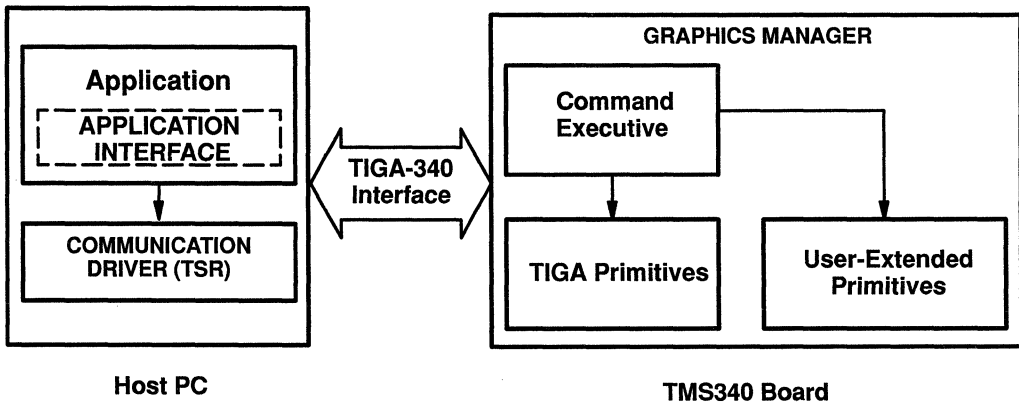 Application
APPLICATION
INTERFACE
COMMUNICATION
DRIVER (TSR)
Host PC
TIGA-340
Interface
GRAPHICS MANAGER
Command
Executive
TIGA Primitives
User-Extended
Primitives
TMS340 Board